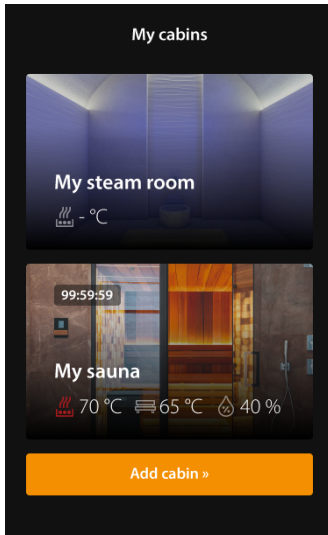 My cabins
My steam room
- °C
99:59:59
My sauna
70 °C 65 °C 40 %
Add cabin »